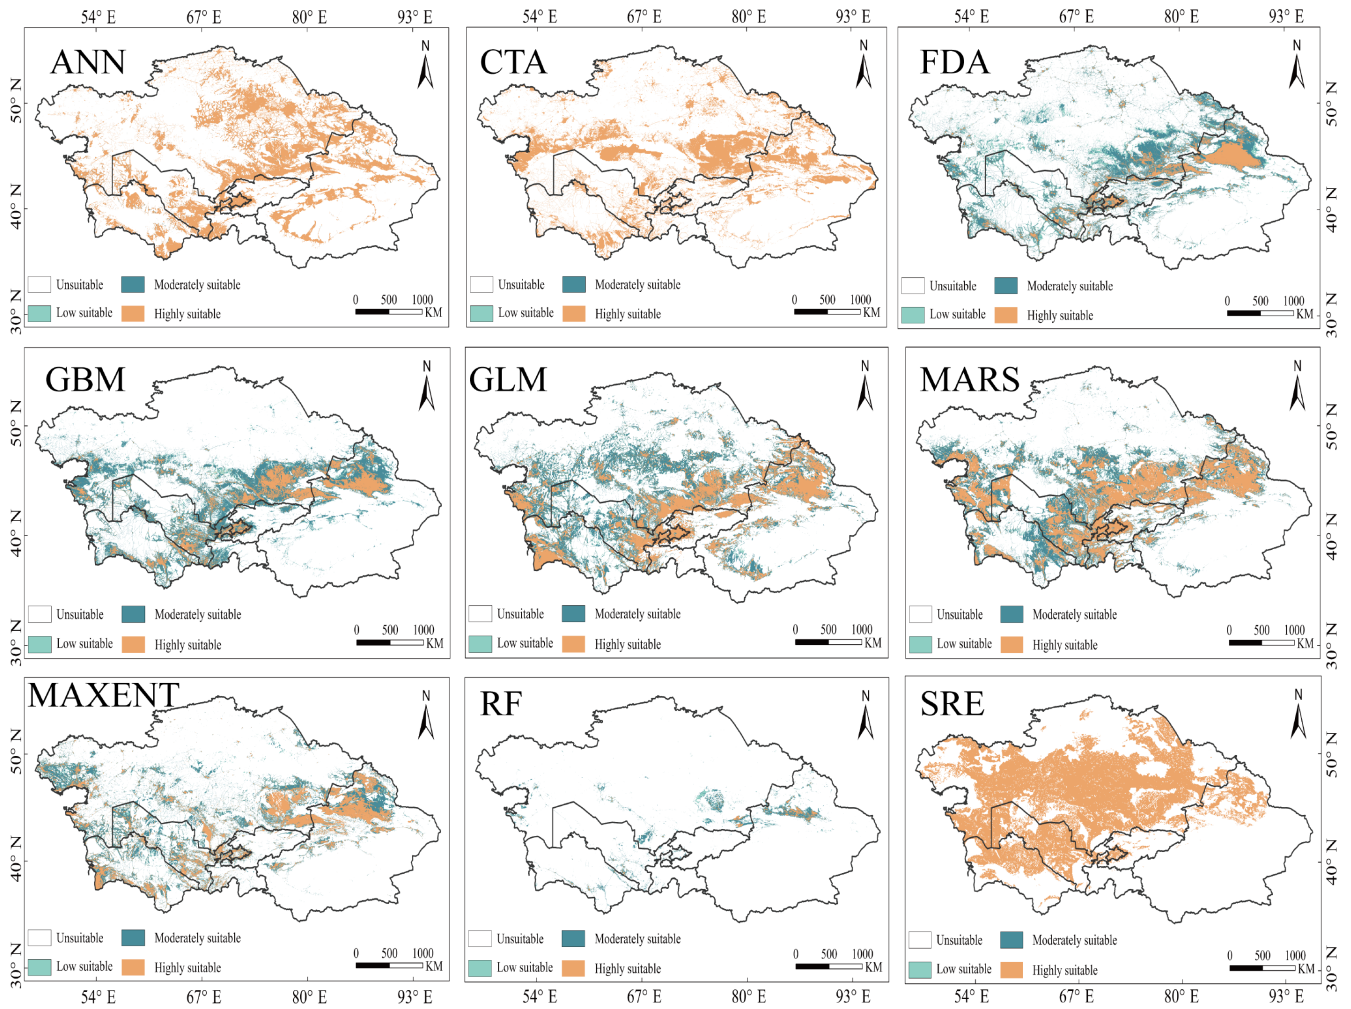 54° E 67° E 80° E 93° E 54° E 67° E 80° E 93° E 54° E 67° E 80° E 93° E
ANN
N
50° N
40° N
30° N
Unsuitable Moderately suitable
Low suitable Highly suitable
0 500 1000
KM
CTA
N
Unsuitable Moderately suitable
Low suitable Highly suitable
0 500 1000
KM
FDA
N
50° N
40° N
30° N
Unsuitable Moderately suitable
Low suitable Highly suitable
0 500 1000
KM
GBM
N
50° N
40° N
30° N
Unsuitable Moderately suitable
Low suitable Highly suitable
0 500 1000
KM
GLM
N
Unsuitable Moderately suitable
Low suitable Highly suitable
0 500 1000
KM
MARS
N
50° N
40° N
30° N
Unsuitable Moderately suitable
Low suitable Highly suitable
0 500 1000
KM
MAXENT
N
50° N
40° N
30° N
Unsuitable Moderately suitable
Low suitable Highly suitable
0 500 1000
KM
RF
N
Unsuitable Moderately suitable
Low suitable Highly suitable
0 500 1000
KM
SRE
N
50° N
40° N
30° N
Unsuitable Moderately suitable
Low suitable Highly suitable
0 500 1000
KM
54° E 67° E 80° E 93° E 54° E 67° E 80° E 93° E 54° E 67° E 80° E 93° E